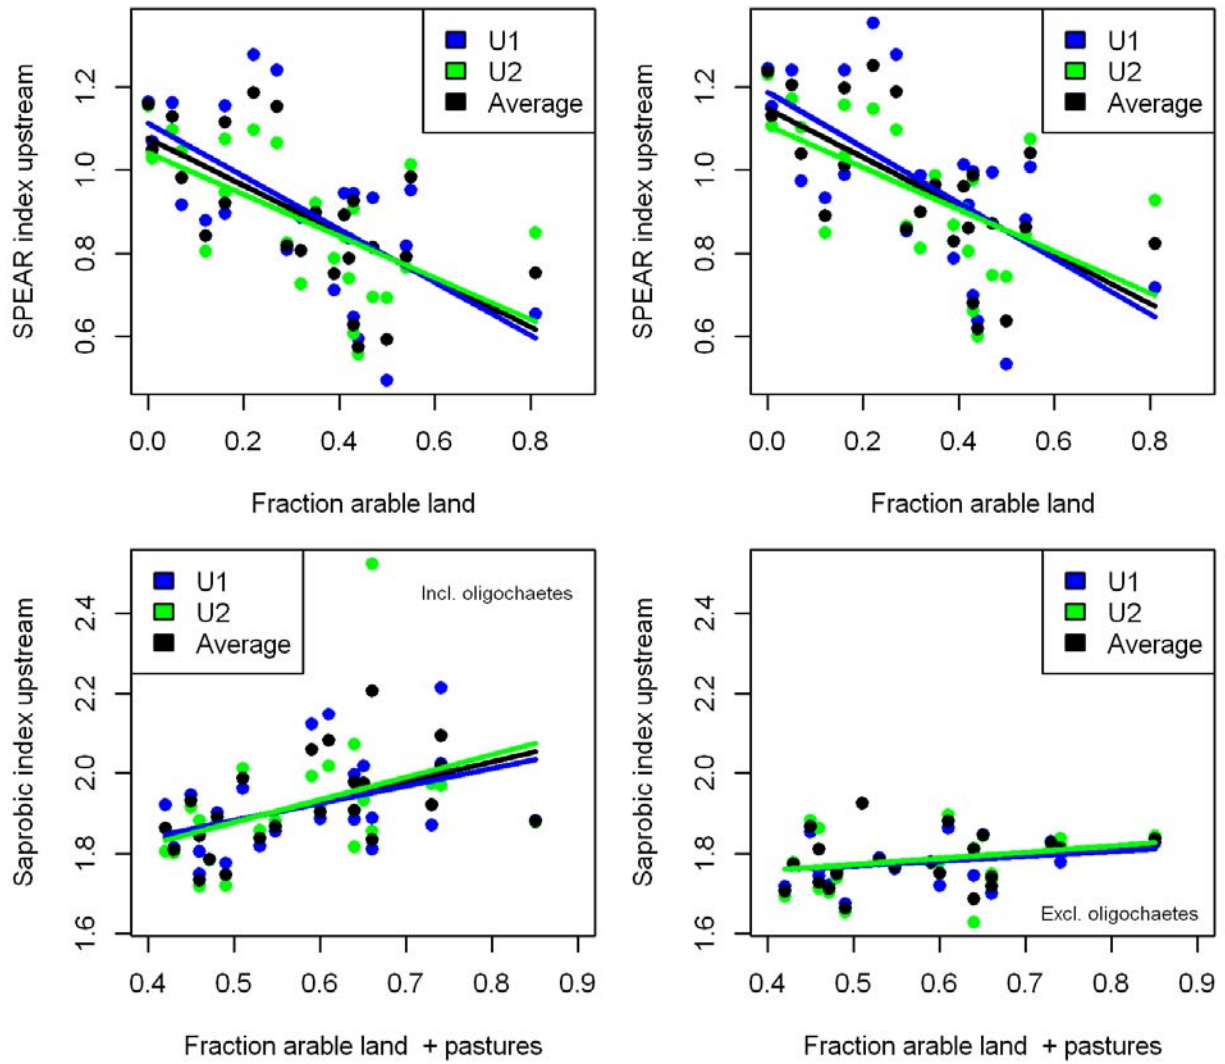 SPEAR index upstream
1.2
1.0
0.8
0.6
U1
U2
Average
0.0 0.2 0.4 0.6 0.8
Fraction arable land
SPEAR index upstream
1.2
1.0
0.8
0.6
U1
U2
Average
0.0 0.2 0.4 0.6 0.8
Fraction arable land
Saprobic index upstream
2.4
2.2
2.0
1.8
1.6
U1
U2
Average
Incl. oligochaetes
0.4 0.5 0.6 0.7 0.8 0.9
Fraction arable land + pastures
Saprobic index upstream
2.4
2.2
2.0
1.8
1.6
U1
U2
Average
Excl. oligochaetes
0.4 0.5 0.6 0.7 0.8 0.9
Fraction arable land + pastures